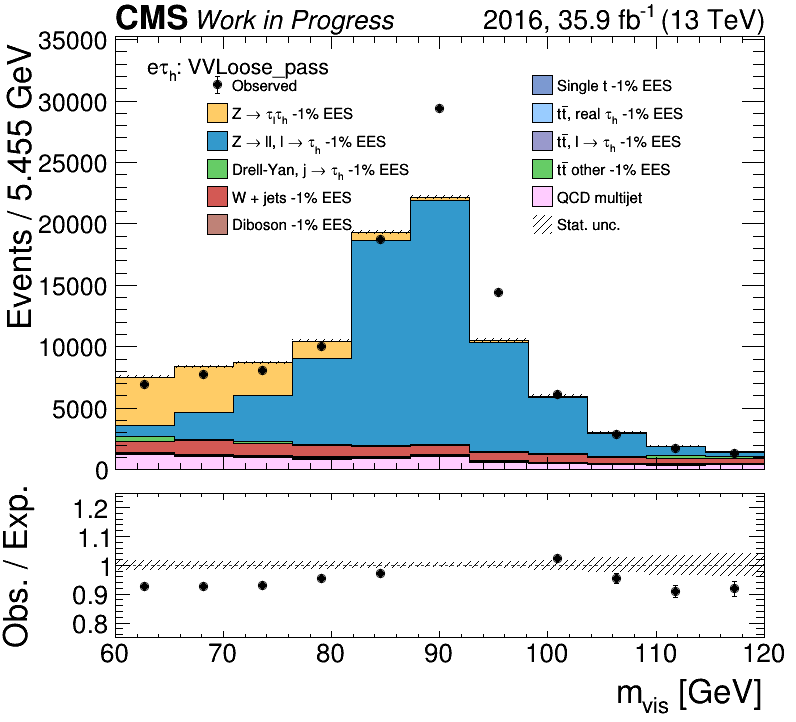 CMS Work in Progress 2016, 35.9 fb⁻¹ (13 TeV)
Events / 5.455 GeV
35000
30000
25000
20000
15000
10000
5000
0
eτₕ: VVLoose_pass
Observed
Z → τₗτₕ -1% EES
Z → ll, l → τₕ -1% EES
Drell-Yan, j → τₕ -1% EES
W + jets -1% EES
Diboson -1% EES
Single t -1% EES
tt̄, real τₕ -1% EES
tt̄, l → τₕ -1% EES
tt̄ other -1% EES
QCD multijet
Stat. unc.
Obs. / Exp.
1.2
1.1
1
0.9
0.8
60 70 80 90 100 110 120
m_vis [GeV]